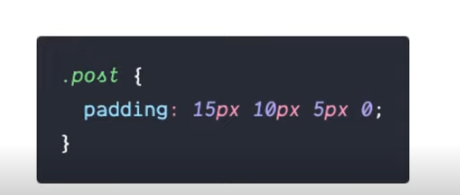 .post {
padding: 15px 10px 5px 0;
}